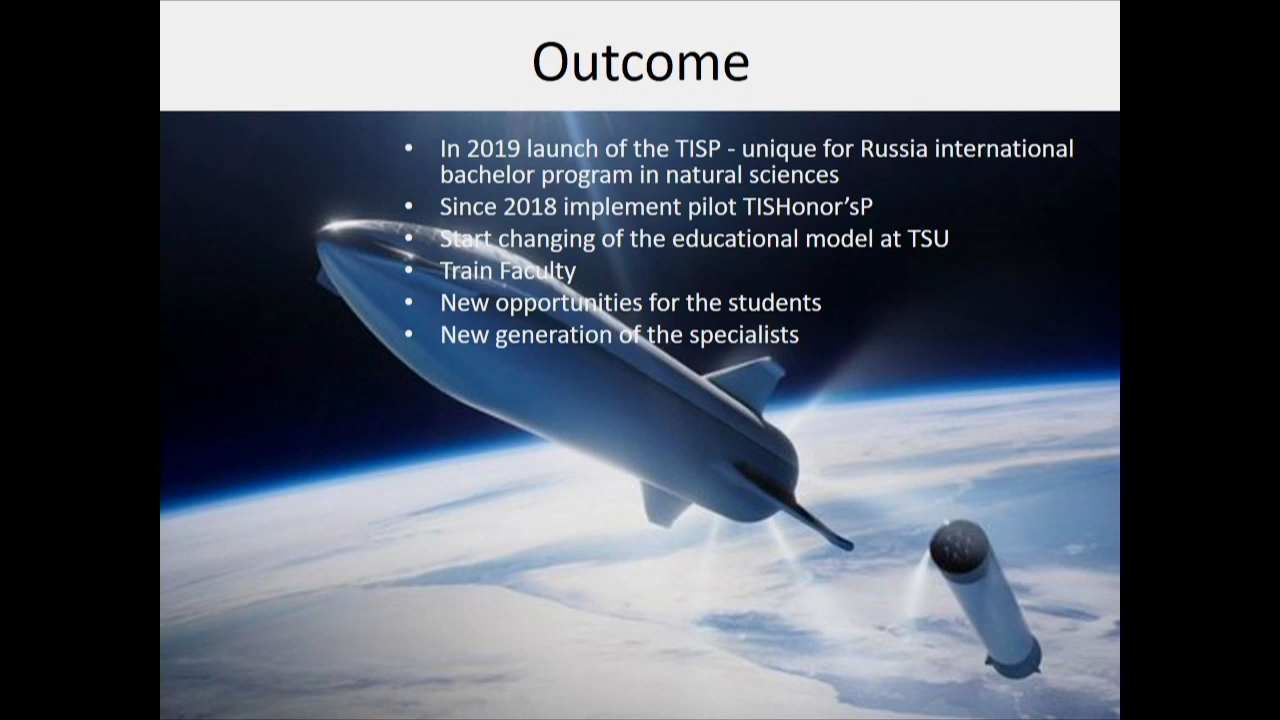 Outcome
• In 2019 launch of the TISP - unique for Russia international
bachelor program in natural sciences
• Since 2018 implement pilot TISHonor’sP
• Start changing of the educational model at TSU
• Train Faculty
• New opportunities for the students
• New generation of the specialists